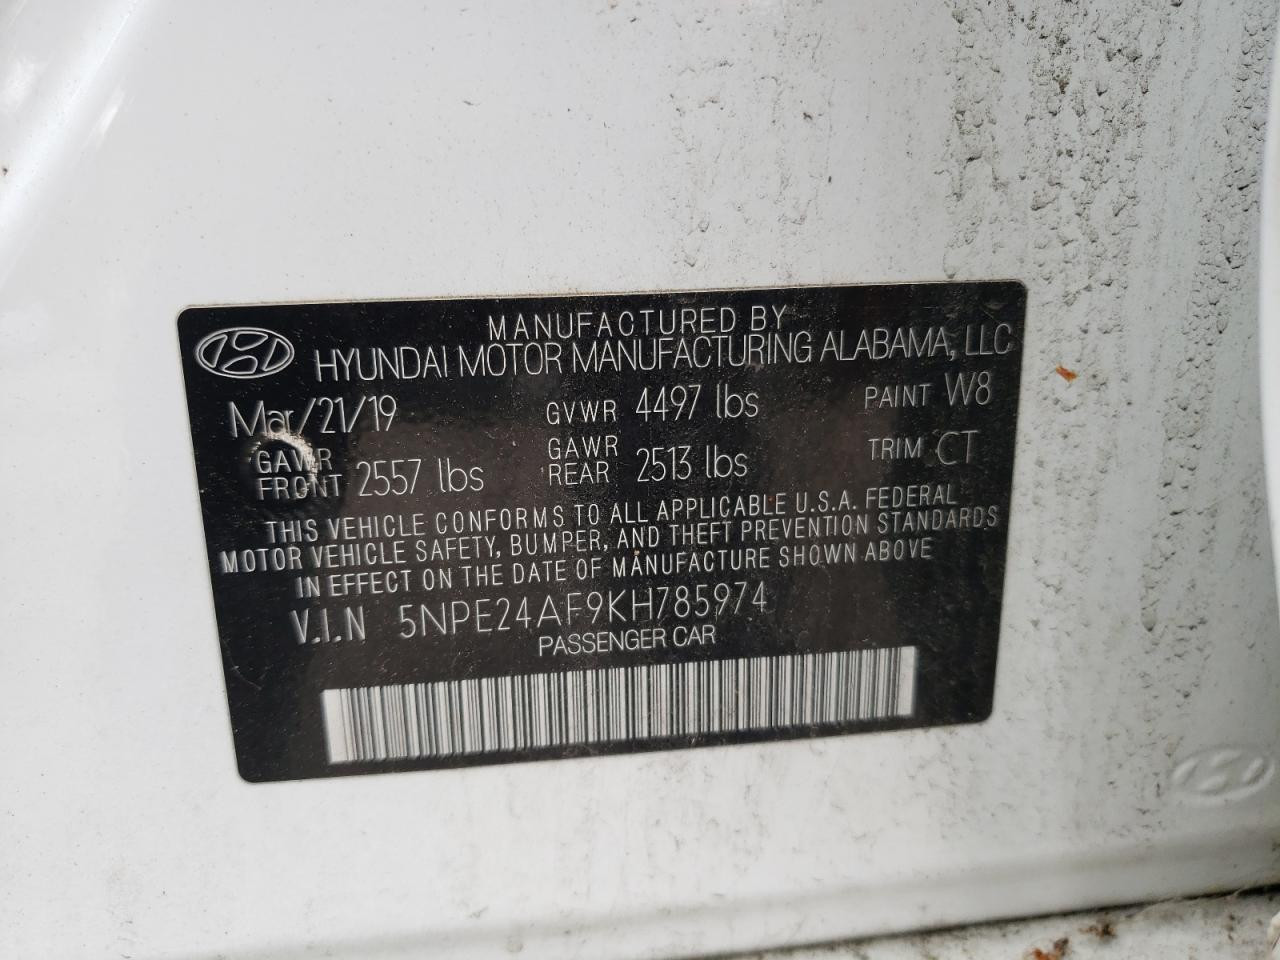 MANUFACTURED BY
HYUNDAI MOTOR MANUFACTURING ALABAMA, LLC
Mar/21/19 GVWR 4497 lbs PAINT W8
GAWR FRONT 2557 lbs GAWR REAR 2513 lbs TRIM CT
THIS VEHICLE CONFORMS TO ALL APPLICABLE U.S.A. FEDERAL
MOTOR VEHICLE SAFETY, BUMPER, AND THEFT PREVENTION STANDARDS
IN EFFECT ON THE DATE OF MANUFACTURE SHOWN ABOVE
V.I.N 5NPE24AF9KH785974
PASSENGER CAR